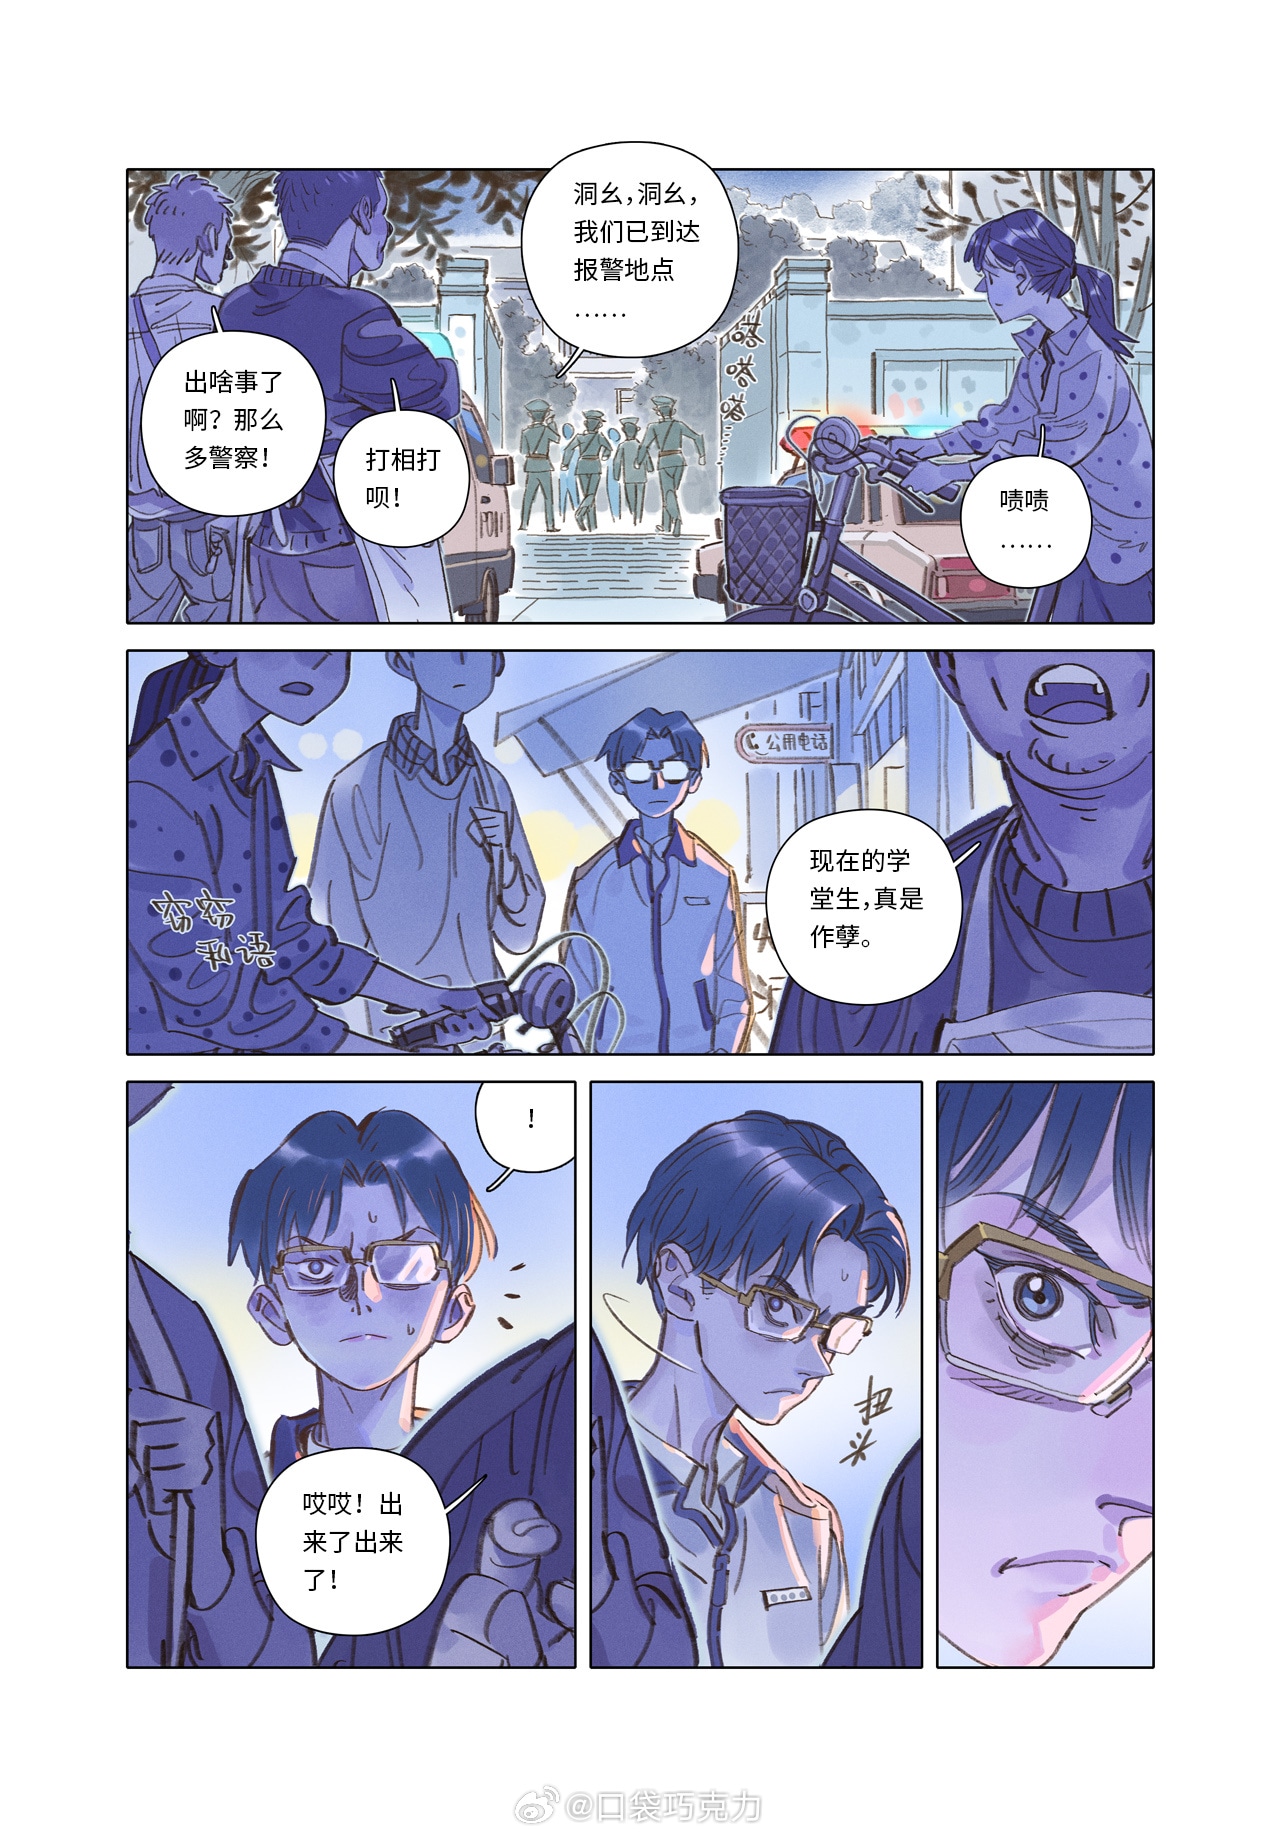 洞幺，洞幺，
我们已到达
报警地点
……
出啥事了
啊？那么
多警察！
打相打
呗！
嗒
嗒
嗒……
啧啧
……
公用电话
窃窃
私语
现在的学
堂生，真是
作孽。
！
哎哎！出
来了出来
了！
扭头
@口袋巧克力